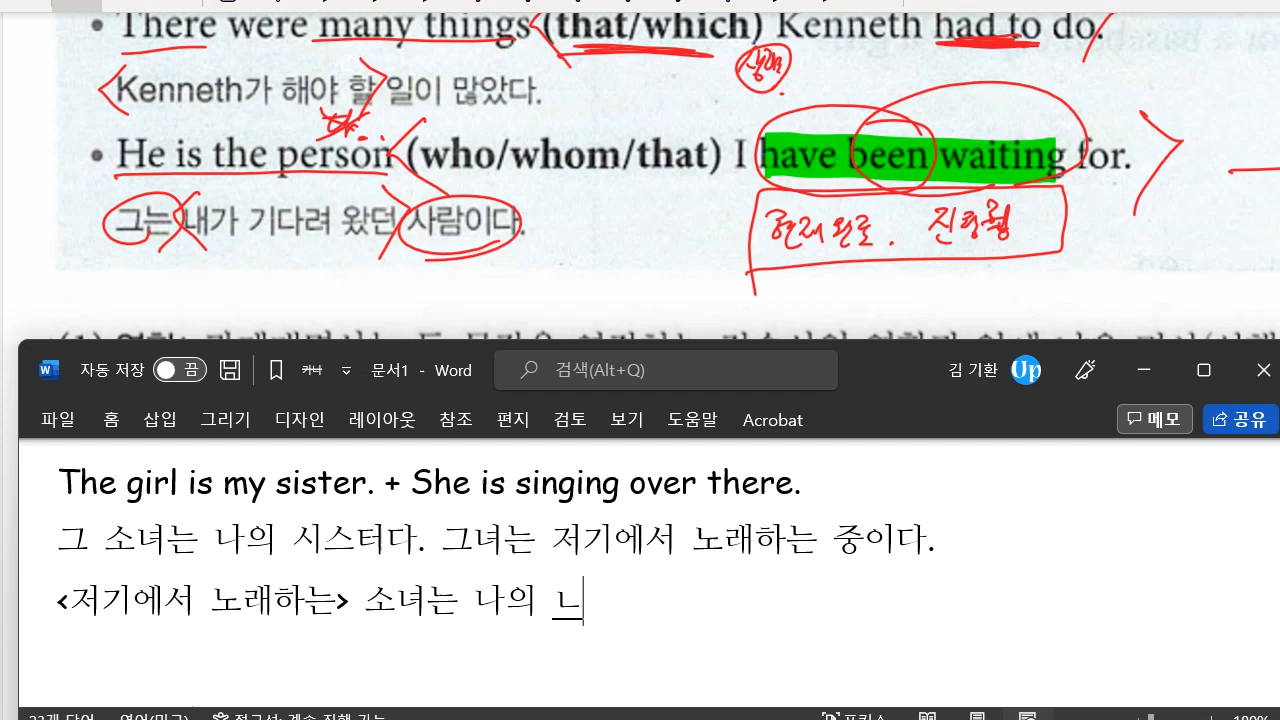 • There were many things (that/which) Kenneth had to do.
생략
Kenneth가 해야 할 일이 많았다.
• He is the person (who/whom/that) I have been waiting for.
그는 내가 기다려 왔던 사람이다.
현재완료. 진행형
자동 저장 끔 가나 문서1 - Word 검색(Alt+Q) 김 기환 Up
파일 홈 삽입 그리기 디자인 레이아웃 참조 편지 검토 보기 도움말 Acrobat 메모 공유
The girl is my sister. + She is singing over there.
그 소녀는 나의 시스터다. 그녀는 저기에서 노래하는 중이다.
<저기에서 노래하는> 소녀는 나의 ㄴ